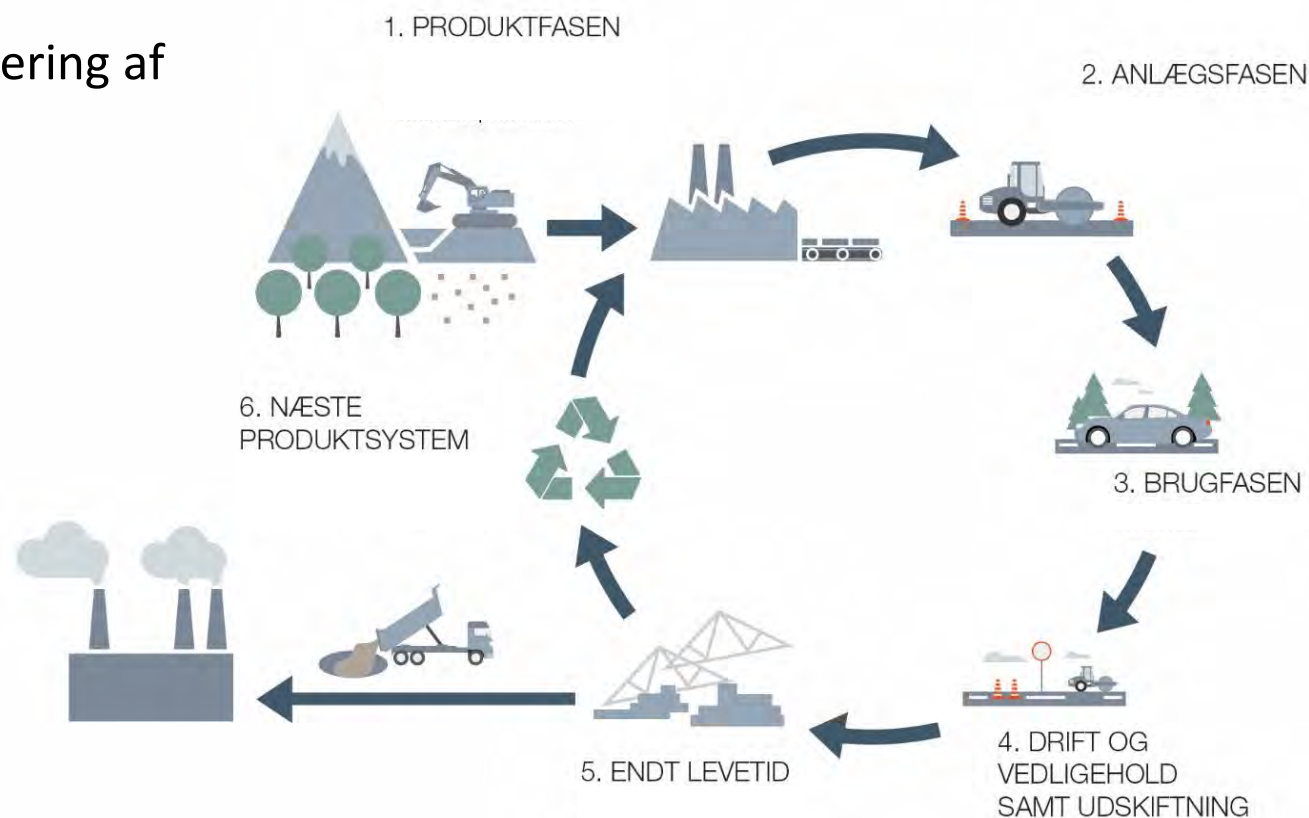 1. PRODUKTFASEN
ering af
2. ANLÆGSFASEN
6. NÆSTE
PRODUKTSYSTEM
3. BRUGFASEN
4. DRIFT OG
VEDLIGEHOLD
SAMT UDSKIFTNING
5. ENDT LEVETID